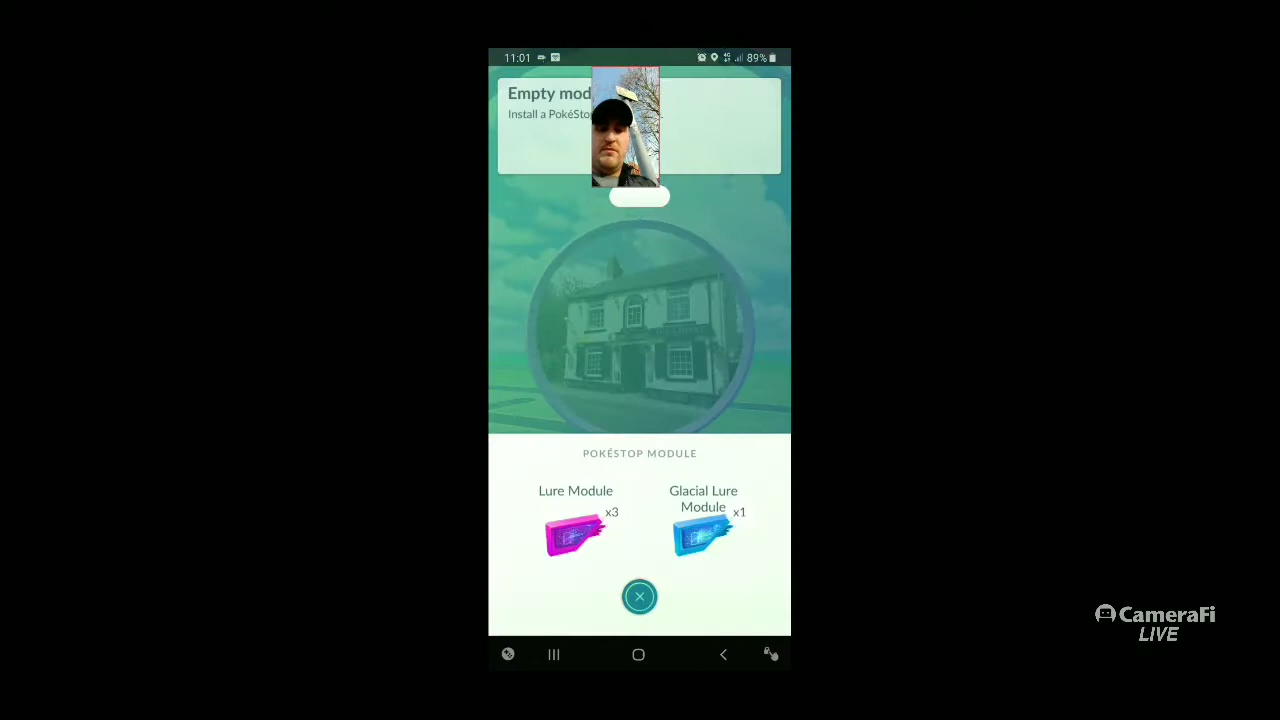 11:01
89%
Empty mod
Install a PokéSto
POKÉSTOP MODULE
Lure Module
x3
Glacial Lure
Module
x1
CameraFi
LIVE